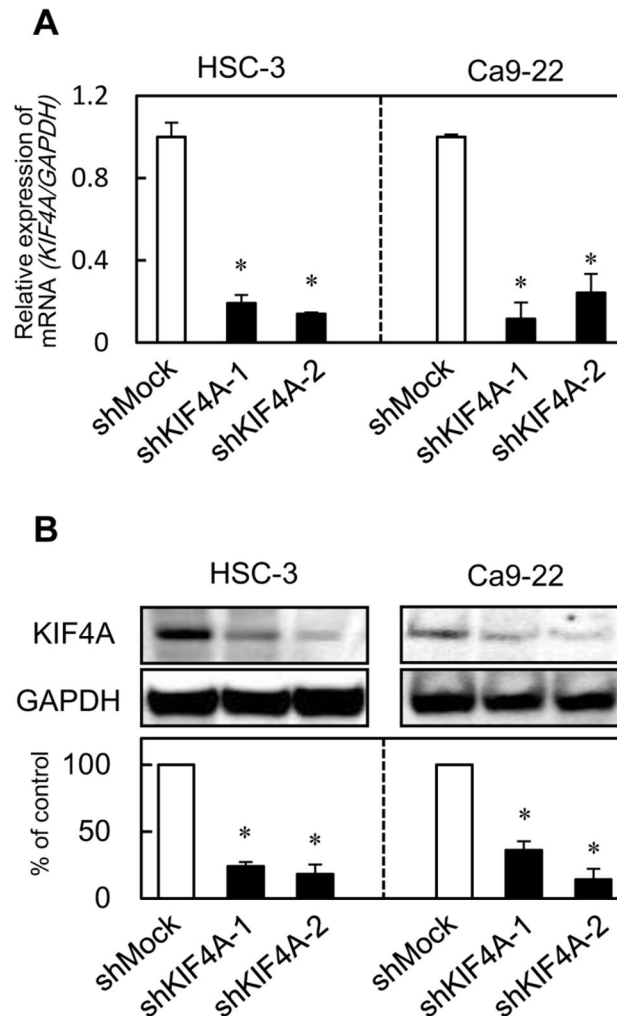 A
HSC-3 Ca9-22
Relative expression of
mRNA (KIF4A/GAPDH)
1.2
0.8
0.4
0
* * * *
shMock shKIF4A-1 shKIF4A-2 shMock shKIF4A-1 shKIF4A-2
B
HSC-3 Ca9-22
KIF4A
GAPDH
% of control
100
50
0
* * * *
shMock shKIF4A-1 shKIF4A-2 shMock shKIF4A-1 shKIF4A-2